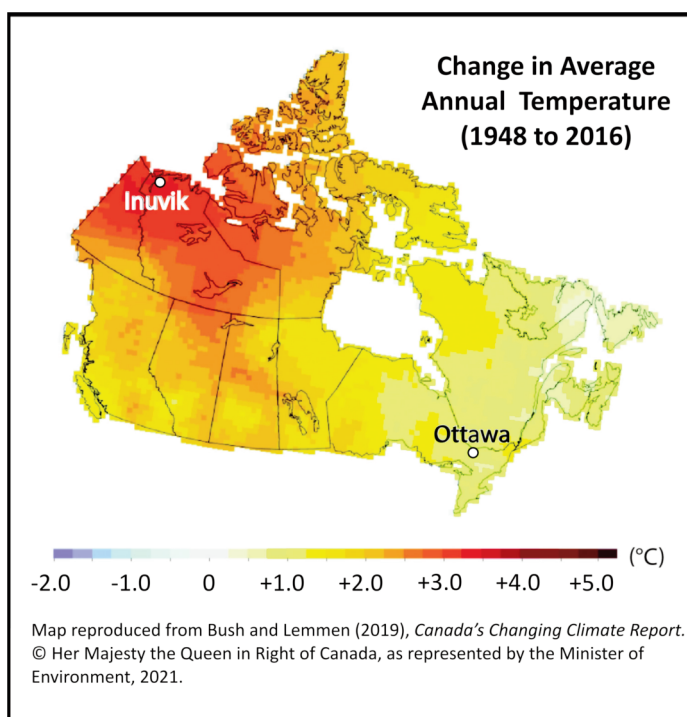 Change in Average
Annual Temperature
(1948 to 2016)
Inuvik
Ottawa
(°C)
-2.0 -1.0 0 +1.0 +2.0 +3.0 +4.0 +5.0
Map reproduced from Bush and Lemmen (2019), Canada’s Changing Climate Report.
© Her Majesty the Queen in Right of Canada, as represented by the Minister of
Environment, 2021.